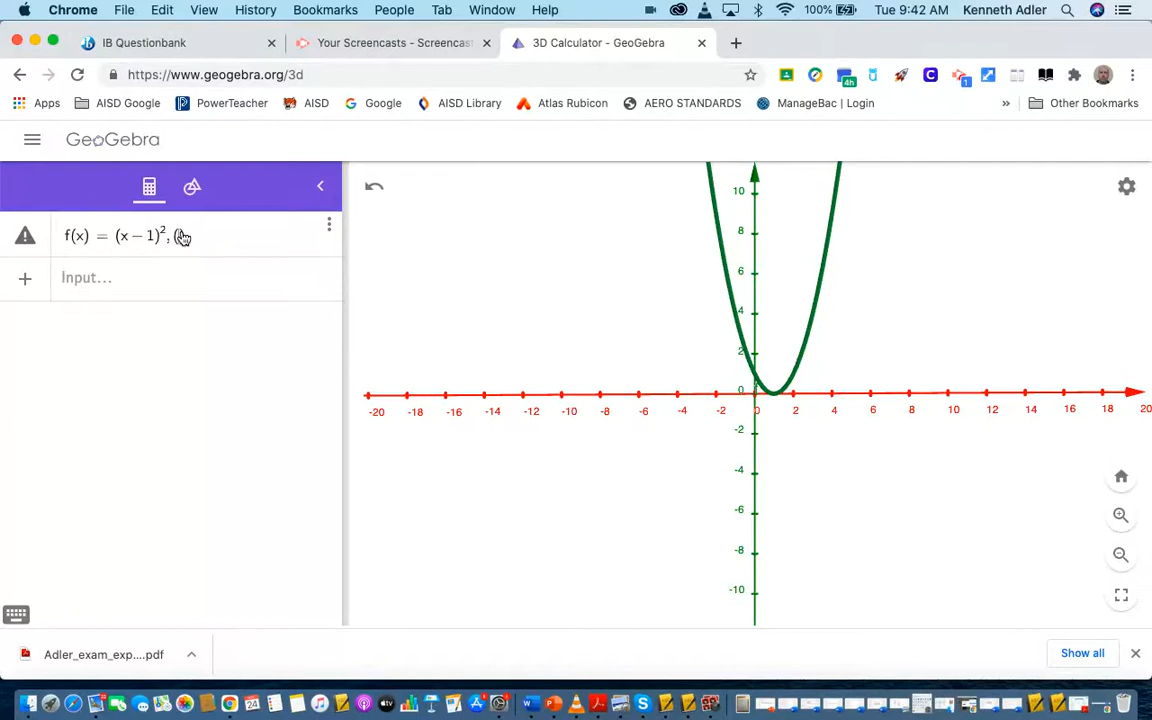 Chrome File Edit View History Bookmarks People Tab Window Help 100% Tue 9:42 AM Kenneth Adler
IB Questionbank × Your Screencasts - Screencast × 3D Calculator - GeoGebra × +
https://www.geogebra.org/3d 4h 1
Apps AISD Google PowerTeacher AISD Google AISD Library Atlas Rubicon AERO STANDARDS ManageBac | Login » Other Bookmarks
GeoGebra
f(x) = (x − 1)², (
+ Input...
10
8
6
4
2
0
-2
-4
-6
-8
-10
-20 -18 -16 -14 -12 -10 -8 -6 -4 -2 0 2 4 6 8 10 12 14 16 18 20
Adler_exam_exp....pdf Show all ×